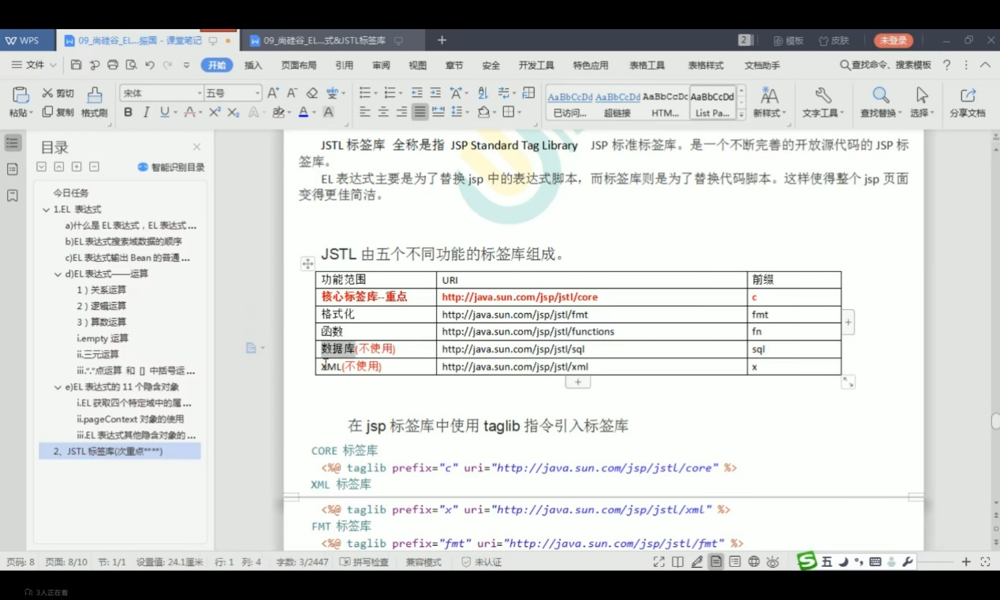 WPS 09_尚硅谷_EL...振国 - 课堂笔记 09_尚硅谷_EL...式&JSTL标签库 + 2 模板 皮肤 未登录
文件 开始 插入 页面布局 引用 审阅 视图 章节 安全 开发工具 特色应用 表格工具 表格样式 文档助手 查找命令、搜索模板
剪切 宋体 五号 AaBbCcDd AaBbCcDd AaBbCcDc AaBbCcDd
粘贴 复制 格式刷 B I U A X² X₂ A A A 已访问... 超链接 HTM... List Pa... 新样式 文字工具 查找替换 选择 分享文档
目录
智能识别目录
今日任务
1.EL 表达式
a)什么是 EL 表达式，EL 表达式...
b)EL 表达式搜索域数据的顺序
c)EL 表达式输出 Bean 的普通...
d)EL 表达式——运算
1）关系运算
2）逻辑运算
3）算数运算
i.empty 运算
ii.三元运算
iii."."点运算 和 [] 中括号运...
e)EL 表达式的 11 个隐含对象
i.EL 获取四个特定域中的属...
ii.pageContext 对象的使用
iii.EL 表达式其他隐含对象的...
2、JSTL 标签库(次重点****)
JSTL 标签库 全称是指 JSP Standard Tag Library JSP 标准标签库。是一个不断完善的开放源代码的 JSP 标
签库。
EL 表达式主要是为了替换 jsp 中的表达式脚本，而标签库则是为了替换代码脚本。这样使得整个 jsp 页面
变得更佳简洁。
JSTL 由五个不同功能的标签库组成。
功能范围 URI 前缀
核心标签库--重点 http://java.sun.com/jsp/jstl/core c
格式化 http://java.sun.com/jsp/jstl/fmt fmt
函数 http://java.sun.com/jsp/jstl/functions fn
数据库(不使用) http://java.sun.com/jsp/jstl/sql sql
XML(不使用) http://java.sun.com/jsp/jstl/xml x
在 jsp 标签库中使用 taglib 指令引入标签库
CORE 标签库
<%@ taglib prefix="c" uri="http://java.sun.com/jsp/jstl/core" %>
XML 标签库
<%@ taglib prefix="x" uri="http://java.sun.com/jsp/jstl/xml" %>
FMT 标签库
<%@ taglib prefix="fmt" uri="http://java.sun.com/jsp/jstl/fmt" %>
页码: 8 页面: 8/10 节: 1/1 设置值: 24.1厘米 行: 1 列: 4 字数: 3/2447 拼写检查 兼容模式 未认证 S 五
3人正在看